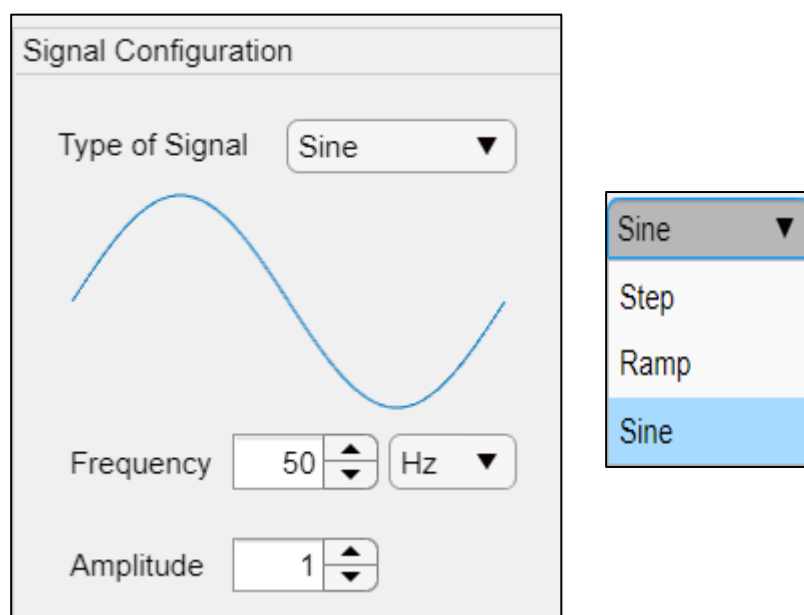 Signal Configuration
Type of Signal Sine
Frequency 50 Hz
Amplitude 1
Sine
Step
Ramp
Sine